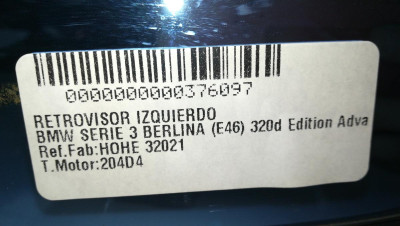 0000000000376097
RETROVISOR IZQUIERDO
BMW SERIE 3 BERLINA (E46) 320d Edition Adva
Ref.Fab:HOHE 32021
T.Motor:204D4